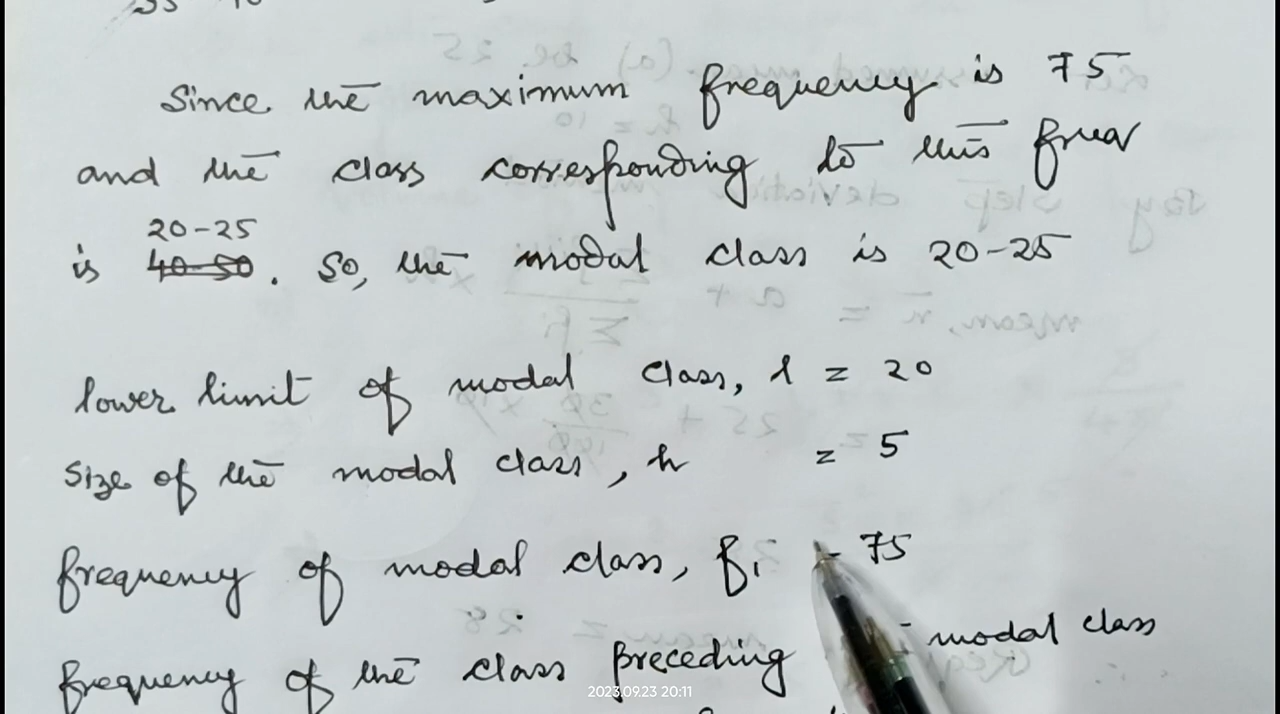 Since the maximum frequency is 75
and the class corresponding to this freq
20-25
is 40-50. So, the modal class is 20-25
lower limit of modal class, l = 20
size of the modal class, h = 5
frequency of modal class, f1 = 75
frequency of the class preceding modal class
2023.09.23 20:11